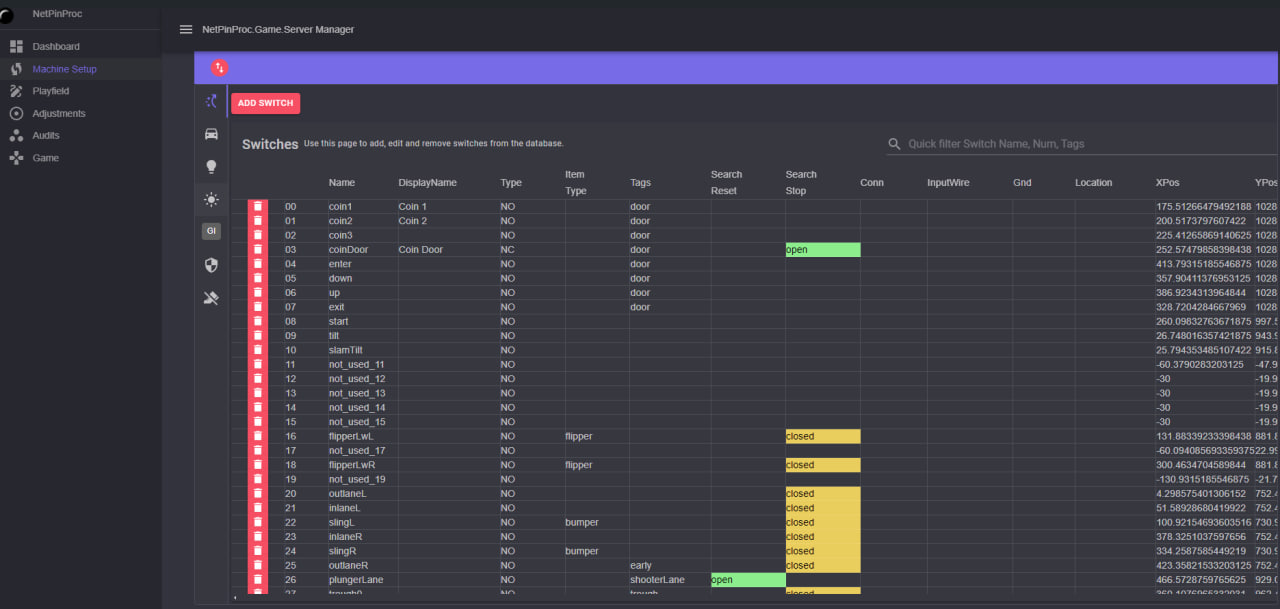 NetPinProc
NetPinProc.Game.Server Manager
Dashboard
Machine Setup
Playfield
Adjustments
Audits
Game
GI
ADD SWITCH
Switches Use this page to add, edit and remove switches from the database.
Quick filter Switch Name, Num, Tags
Name DisplayName Type Item Type Tags Search Reset Search Stop Conn InputWire Gnd Location XPos YPos
00 coin1 Coin 1 NO door 175.51266479492188 1028
01 coin2 Coin 2 NO door 200.5173797607422 1028
02 coin3 NO door 225.41265869140625 1028
03 coinDoor Coin Door NC door open 252.57479858398438 1028
04 enter NO door 413.79315185546875 1028
05 down NO door 357.90411376953125 1028
06 up NO door 386.9234313964844 1028
07 exit NO door 328.7204284667969 1028
08 start NO 260.09832763671875 997.5
09 tilt NO 26.748016357421875 943.9
10 slamTilt NO 25.794353485107422 915.8
11 not_used_11 NO -60.3790283203125 -47.9
12 not_used_12 NO -30 -19.9
13 not_used_13 NO -30 -19.9
14 not_used_14 NO -30 -19.9
15 not_used_15 NO -30 -19.9
16 flipperLwL NO flipper closed 131.88339233398438 881.8
17 not_used_17 NO -60.094085693359375 22.99
18 flipperLwR NO flipper closed 300.4634704589844 881.8
19 not_used_19 NO -130.9315185546875 -21.7
20 outlaneL NO closed 4.298575401306152 752.4
21 inlaneL NO closed 51.58928680419922 752.4
22 slingL NO bumper closed 100.92154693603516 730.9
23 inlaneR NO closed 378.3251037597656 752.4
24 slingR NO bumper closed 334.2587585449219 730.9
25 outlaneR NO early closed 423.35821533203125 752.4
26 plungerLane NO shooterLane open 466.5728759765625 929.0
27 trough0 NO trough closed